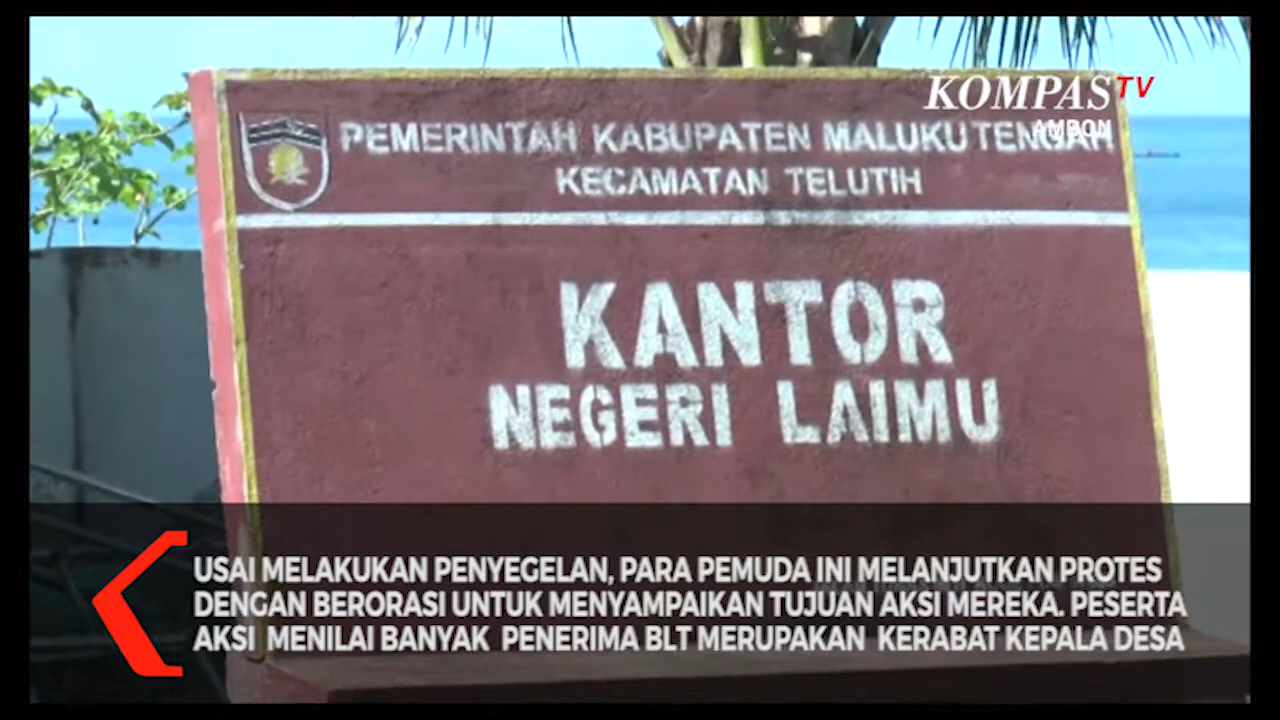 KOMPAS TV
AMBON
PEMERINTAH KABUPATEN MALUKU TENGAH
KECAMATAN TELUTIH
KANTOR
NEGERI LAIMU
USAI MELAKUKAN PENYEGELAN, PARA PEMUDA INI MELANJUTKAN PROTES
DENGAN BERORASI UNTUK MENYAMPAIKAN TUJUAN AKSI MEREKA. PESERTA
AKSI MENILAI BANYAK PENERIMA BLT MERUPAKAN KERABAT KEPALA DESA